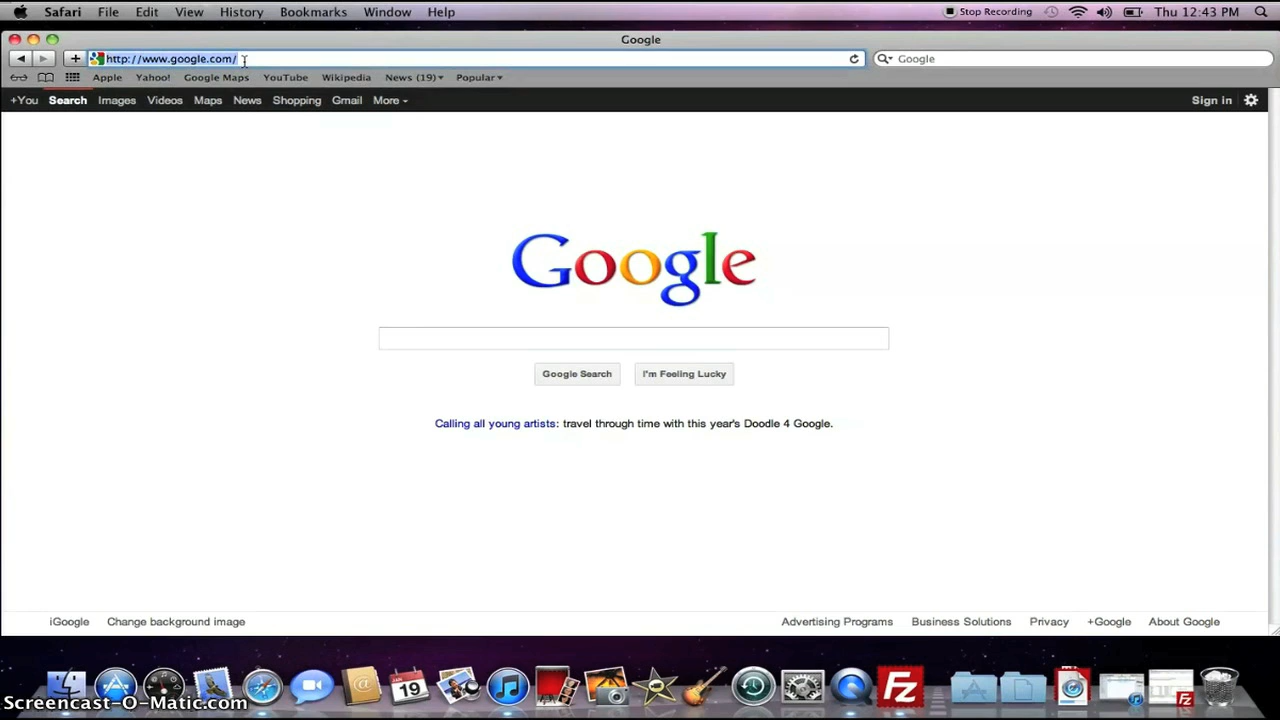 Safari File Edit View History Bookmarks Window Help Stop Recording Thu 12:43 PM
Google
http://www.google.com/ Google
Apple Yahoo! Google Maps YouTube Wikipedia News (19) Popular
+You Search Images Videos Maps News Shopping Gmail More Sign in
Google
Google Search I'm Feeling Lucky
Calling all young artists: travel through time with this year's Doodle 4 Google.
iGoogle Change background image Advertising Programs Business Solutions Privacy +Google About Google
JAN
19
Fz
Screencast-O-Matic.com